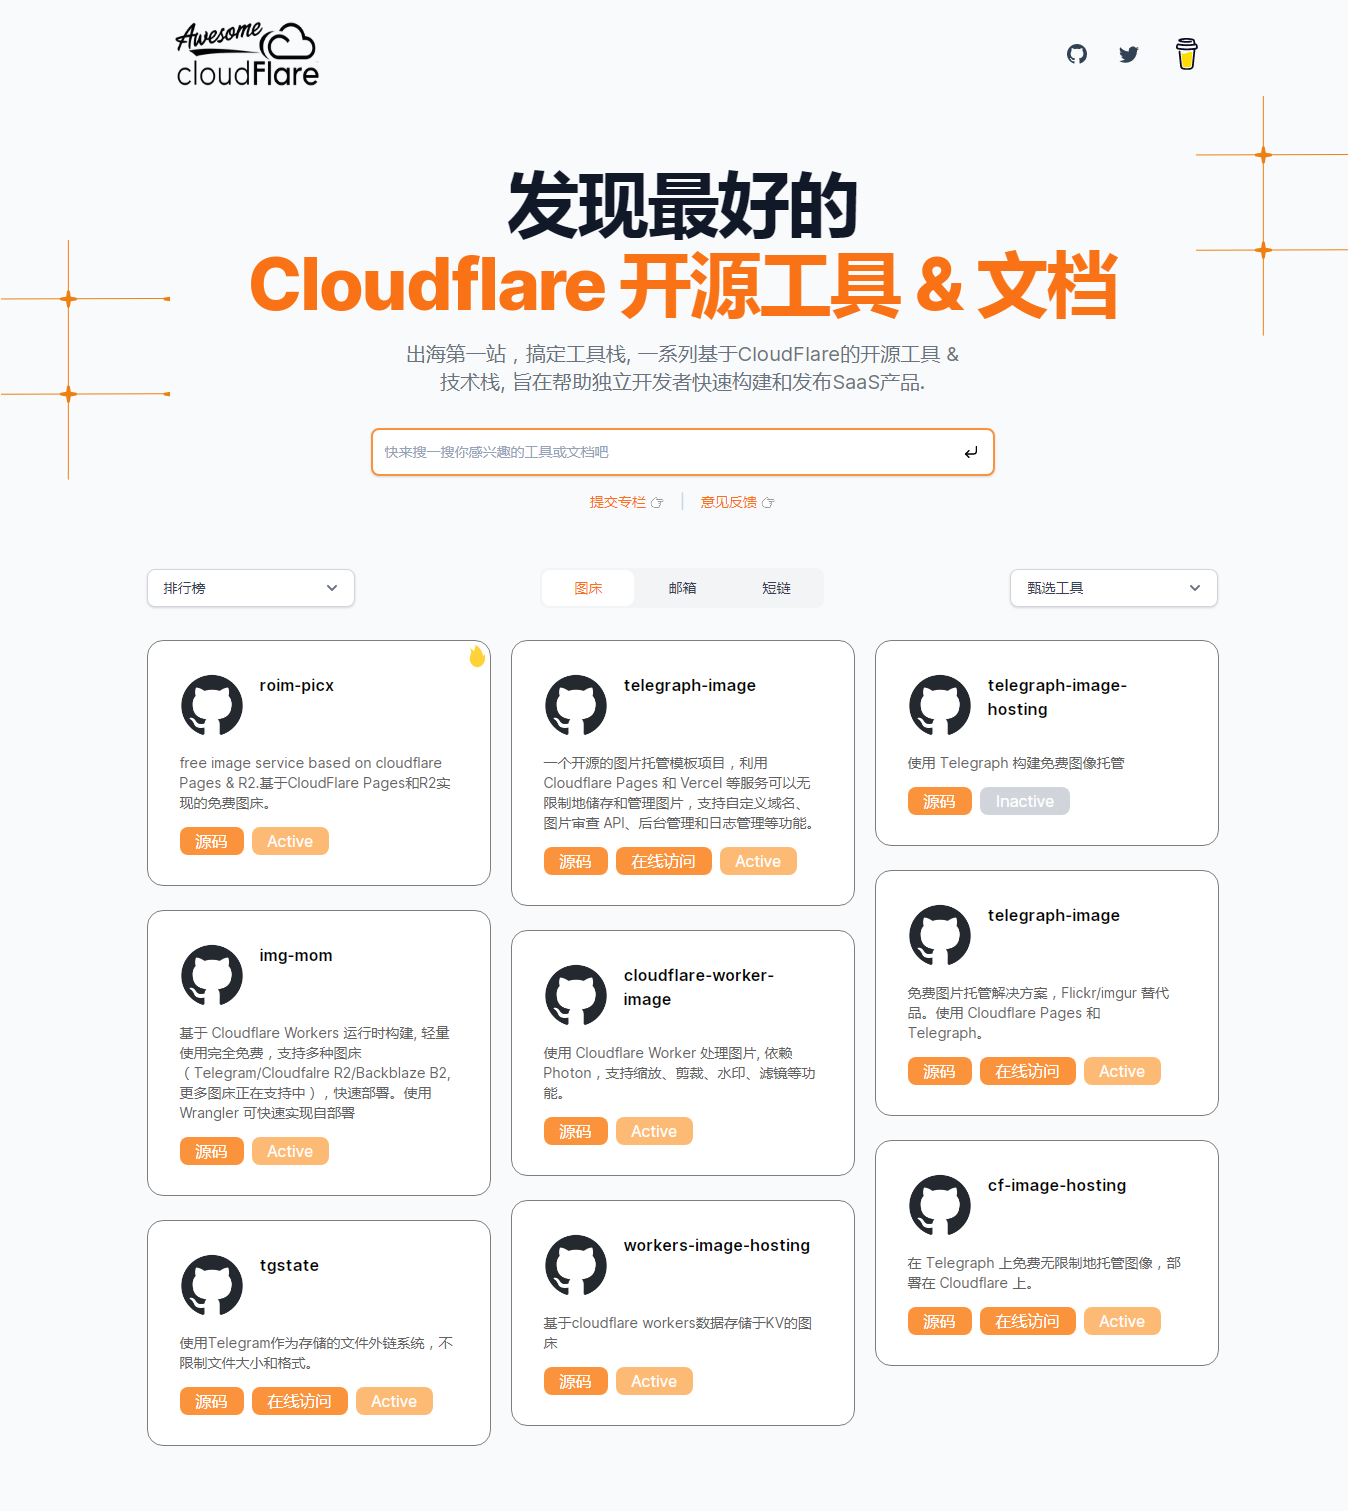 Awesome
cloudFlare
发现最好的
Cloudflare 开源工具 & 文档
出海第一站，搞定工具栈, 一系列基于CloudFlare的开源工具 &
技术栈, 旨在帮助独立开发者快速构建和发布SaaS产品.
快来搜一搜你感兴趣的工具或文档吧
提交专栏 👉 | 意见反馈 👉
排行榜
图床 邮箱 短链
甄选工具
roim-picx
free image service based on cloudflare
Pages & R2.基于CloudFlare Pages和R2实
现的免费图床。
源码 Active
telegraph-image
一个开源的图片托管模板项目，利用
Cloudflare Pages 和 Vercel 等服务可以无
限制地储存和管理图片，支持自定义域名、
图片审查 API、后台管理和日志管理等功能。
源码 在线访问 Active
telegraph-image-
hosting
使用 Telegraph 构建免费图像托管
源码 Inactive
img-mom
基于 Cloudflare Workers 运行时构建, 轻量
使用完全免费，支持多种图床
（ Telegram/Cloudfalre R2/Backblaze B2,
更多图床正在支持中 ），快速部署。使用
Wrangler 可快速实现自部署
源码 Active
cloudflare-worker-
image
使用 Cloudflare Worker 处理图片, 依赖
Photon，支持缩放、剪裁、水印、滤镜等功
能。
源码 Active
telegraph-image
免费图片托管解决方案，Flickr/imgur 替代
品。使用 Cloudflare Pages 和
Telegraph。
源码 在线访问 Active
tgstate
使用Telegram作为存储的文件外链系统，不
限制文件大小和格式。
源码 在线访问 Active
workers-image-hosting
基于cloudflare workers数据存储于KV的图
床
源码 Active
cf-image-hosting
在 Telegraph 上免费无限制地托管图像，部
署在 Cloudflare 上。
源码 在线访问 Active